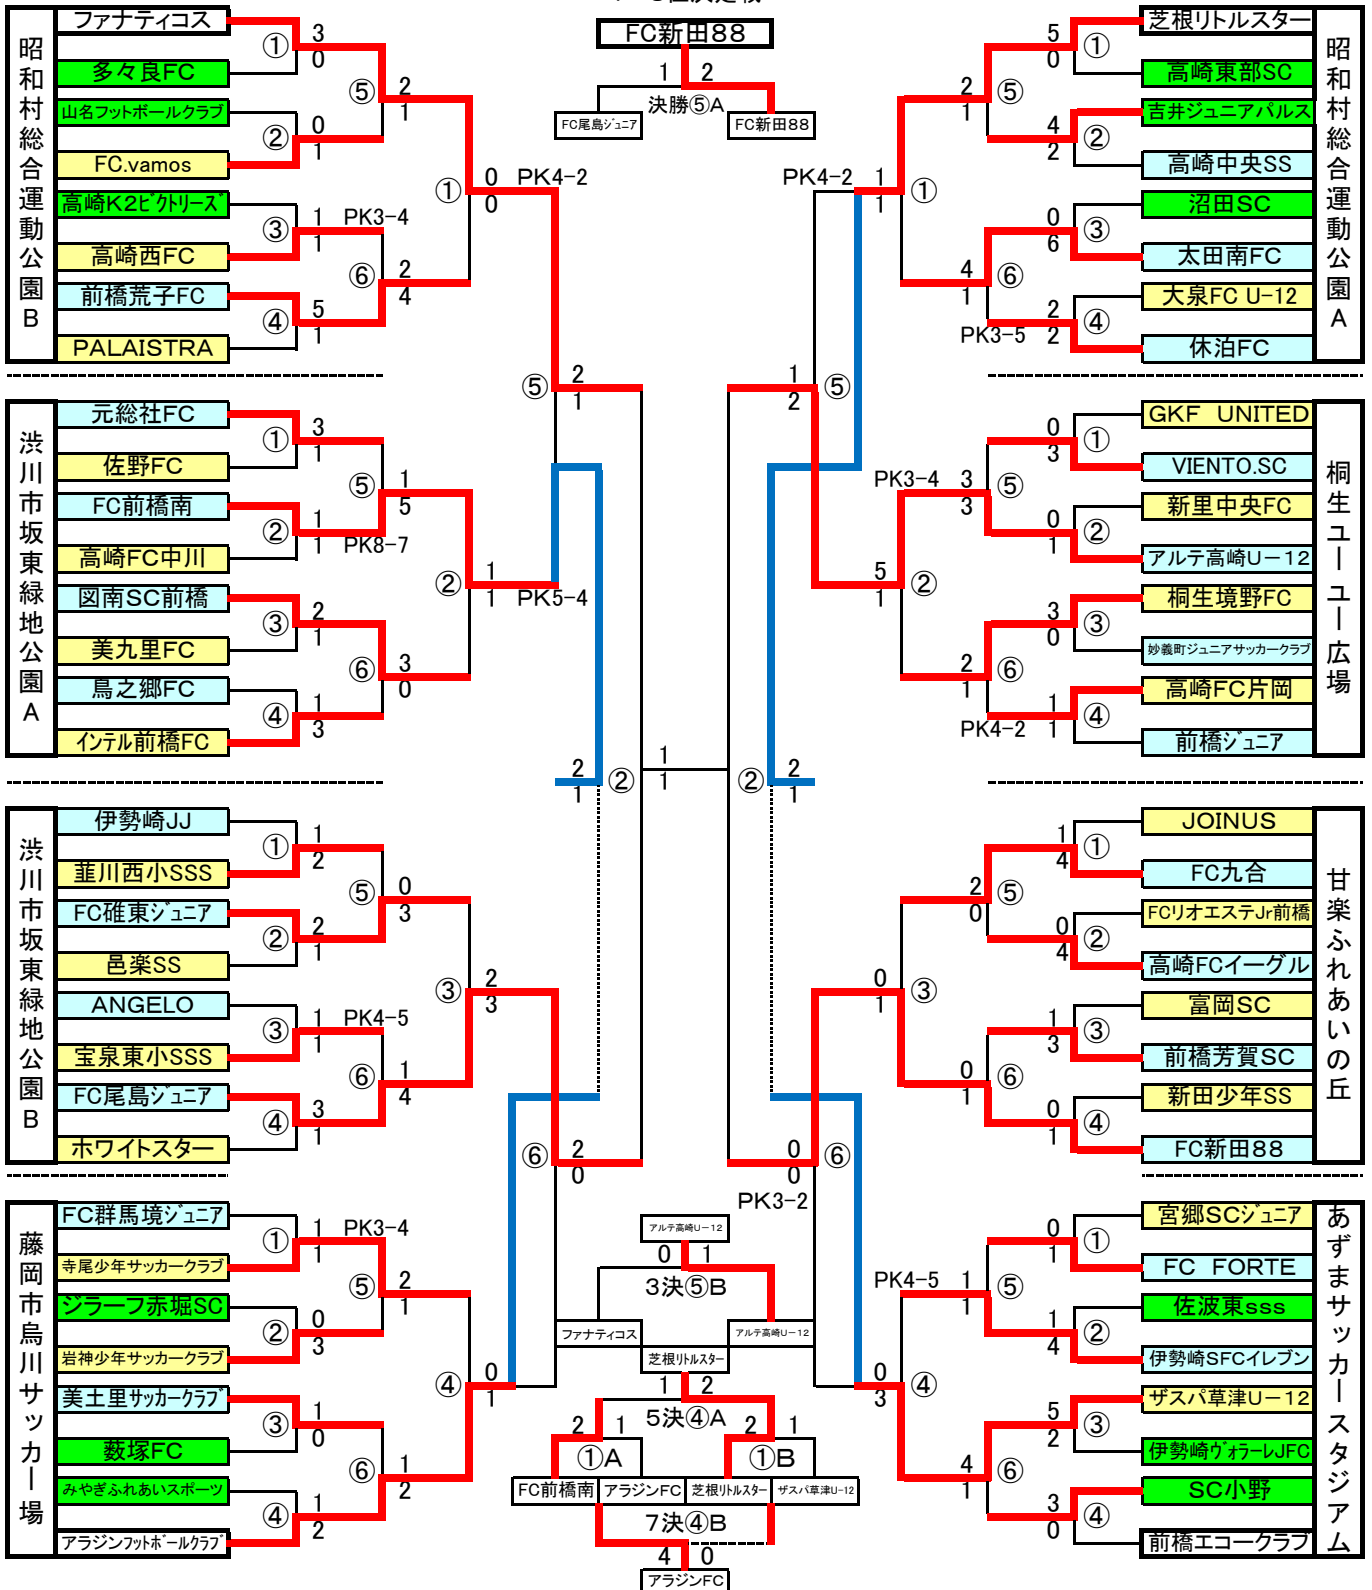 FC新田88
1 2
決勝⑤A
FC尾島ジュニア
FC新田88
昭和村総合運動公園B
ファナティコス
多々良FC
山名フットボールクラブ
FC.vamos
高崎K2ビクトリーズ
高崎西FC
前橋荒子FC
PALAISTRA
① 3 0
② 0 1
③ 1 1 PK3-4
④ 5 1
⑤ 2 1
⑥ 2 4
① 0 0 PK4-2
渋川市坂東緑地公園A
元総社FC
佐野FC
FC前橋南
高崎FC中川
図南SC前橋
美九里FC
鳥之郷FC
インテル前橋FC
① 3 1
② 1 1 PK8-7
③ 2 1
④ 1 3
⑤ 1 5
⑥ 3 0
② 1 1 PK5-4
⑤ 2 1
渋川市坂東緑地公園B
伊勢崎JJ
韮川西小SSS
FC碓東ジュニア
邑楽SS
ANGELO
宝泉東小SSS
FC尾島ジュニア
ホワイトスター
① 1 2
② 2 1
③ 1 1 PK4-5
④ 3 1
⑤ 0 3
⑥ 1 4
③ 2 3
藤岡市烏川サッカー場
FC群馬境ジュニア
寺尾少年サッカークラブ
ジラーフ赤堀SC
岩神少年サッカークラブ
美土里サッカークラブ
薮塚FC
みやぎふれあいスポーツ
アラジンフットボールクラブ
① 1 1 PK3-4
② 0 3
③ 1 0
④ 1 2
⑤ 2 1
⑥ 1 2
④ 0 1
⑥ 2 0
2 1 ②
1 1
② 2 1
昭和村総合運動公園A
芝根リトルスター
高崎東部SC
吉井ジュニアパルス
高崎中央SS
沼田SC
太田南FC
大泉FC U-12
休泊FC
5 0 ①
4 2 ②
0 6 ③
2 2 ④ PK3-5
2 1 ⑤
4 1 ⑥
PK4-2 1 1 ①
桐生ユーユー広場
GKF UNITED
VIENTO.SC
新里中央FC
アルテ高崎U-12
桐生境野FC
妙義町ジュニアサッカークラブ
高崎FC片岡
前橋ジュニア
0 3 ①
0 1 ②
3 0 ③
1 1 ④ PK4-2
PK3-4 3 3 ⑤
2 1 ⑥
5 1 ②
1 2 ⑤
甘楽ふれあいの丘
JOINUS
FC九合
FCリオエステJr前橋
高崎FCイーグル
富岡SC
前橋芳賀SC
新田少年SS
FC新田88
1 4 ①
0 4 ②
1 3 ③
0 1 ④
2 0 ⑤
0 1 ⑥
0 1 ③
あずまサッカースタジアム
宮郷SCジュニア
FC FORTE
佐波東sss
伊勢崎SFCイレブン
ザスパ草津U-12
伊勢崎ヴォラーレJFC
SC小野
前橋エコークラブ
0 1 ①
1 4 ②
5 2 ③
3 0 ④
PK4-5 1 1 ⑤
4 1 ⑥
0 3 ④
0 0 ⑥ PK3-2
アルテ高崎U-12
0 1
3決⑤B
ファナティコス
アルテ高崎U-12
芝根リトルスター
1 2
5決④A
2 1
①A
2 1
①B
FC前橋南
アラジンFC
芝根リトルスター
ザスパ草津U-12
7決④B
4 0
アラジンFC